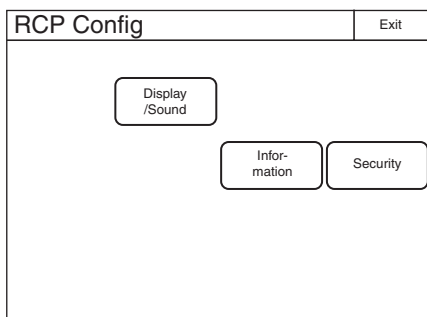 RCP Config
Exit
Display
/Sound
Infor-
mation
Security